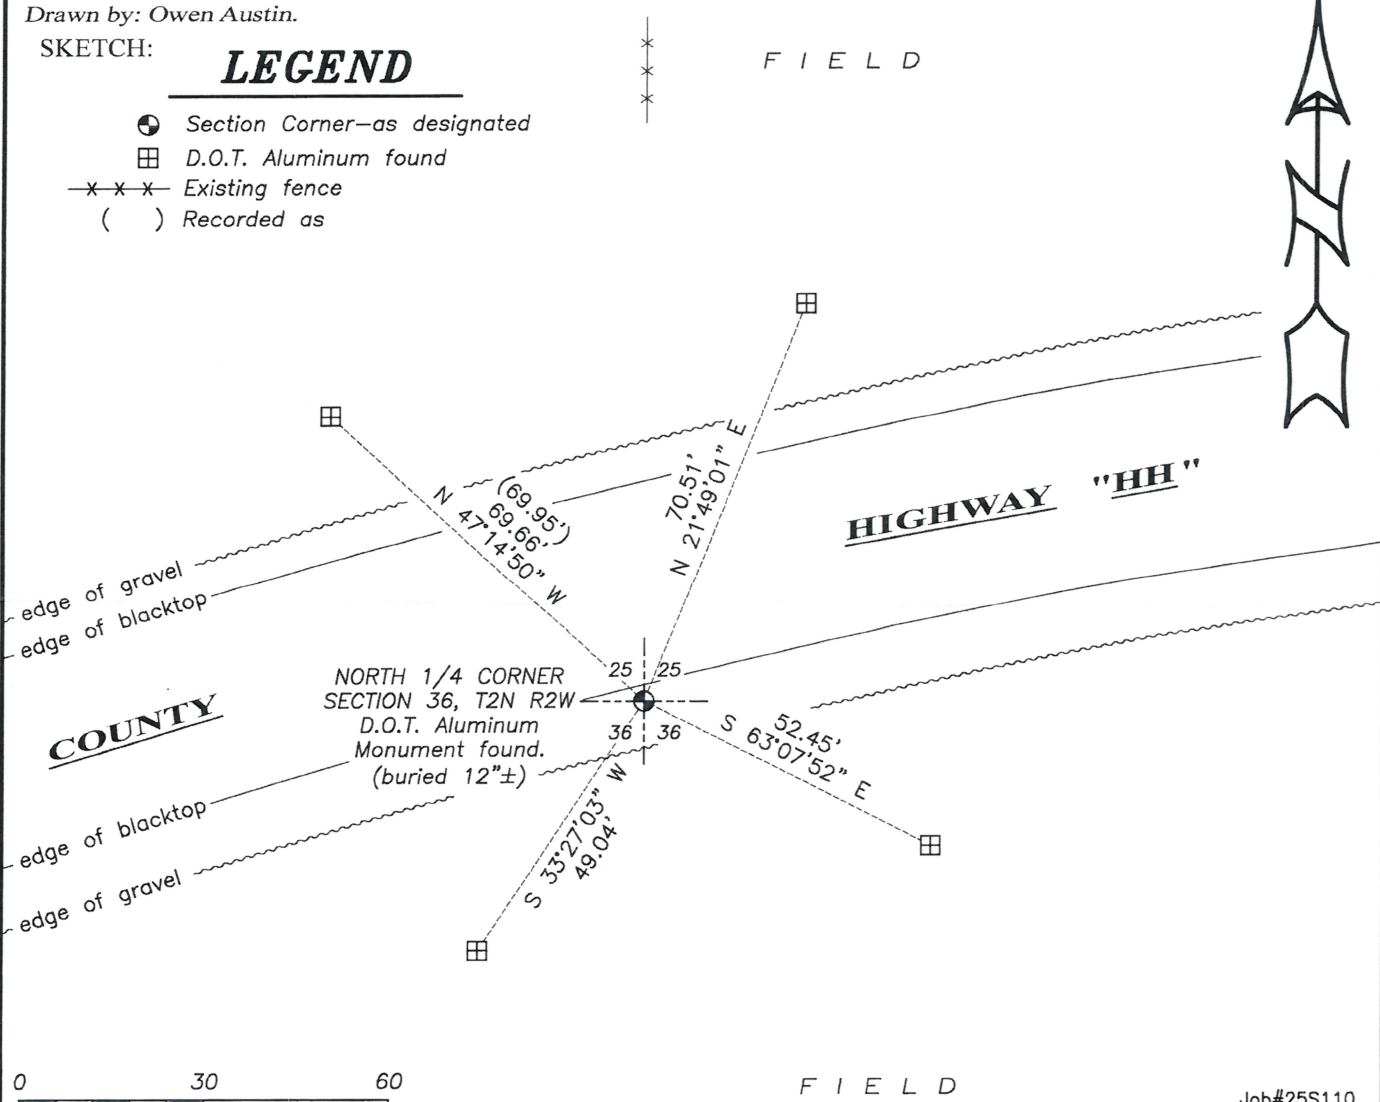 Drawn by: Owen Austin.
SKETCH:
LEGEND
Section Corner-as designated
D.O.T. Aluminum found
Existing fence
( ) Recorded as
FIELD
N
(69.95')
69.66'
N 47°14'50" W
70.51'
N 21°49'01" E
HIGHWAY "HH"
edge of gravel
edge of blacktop
NORTH 1/4 CORNER
SECTION 36, T2N R2W
D.O.T. Aluminum
Monument found.
(buried 12"±)
25 25
36 36
COUNTY
52.45'
S 63°07'52" E
S 33°27'03" W
49.04'
edge of blacktop
edge of gravel
0 30 60
FIELD
Job#25S110